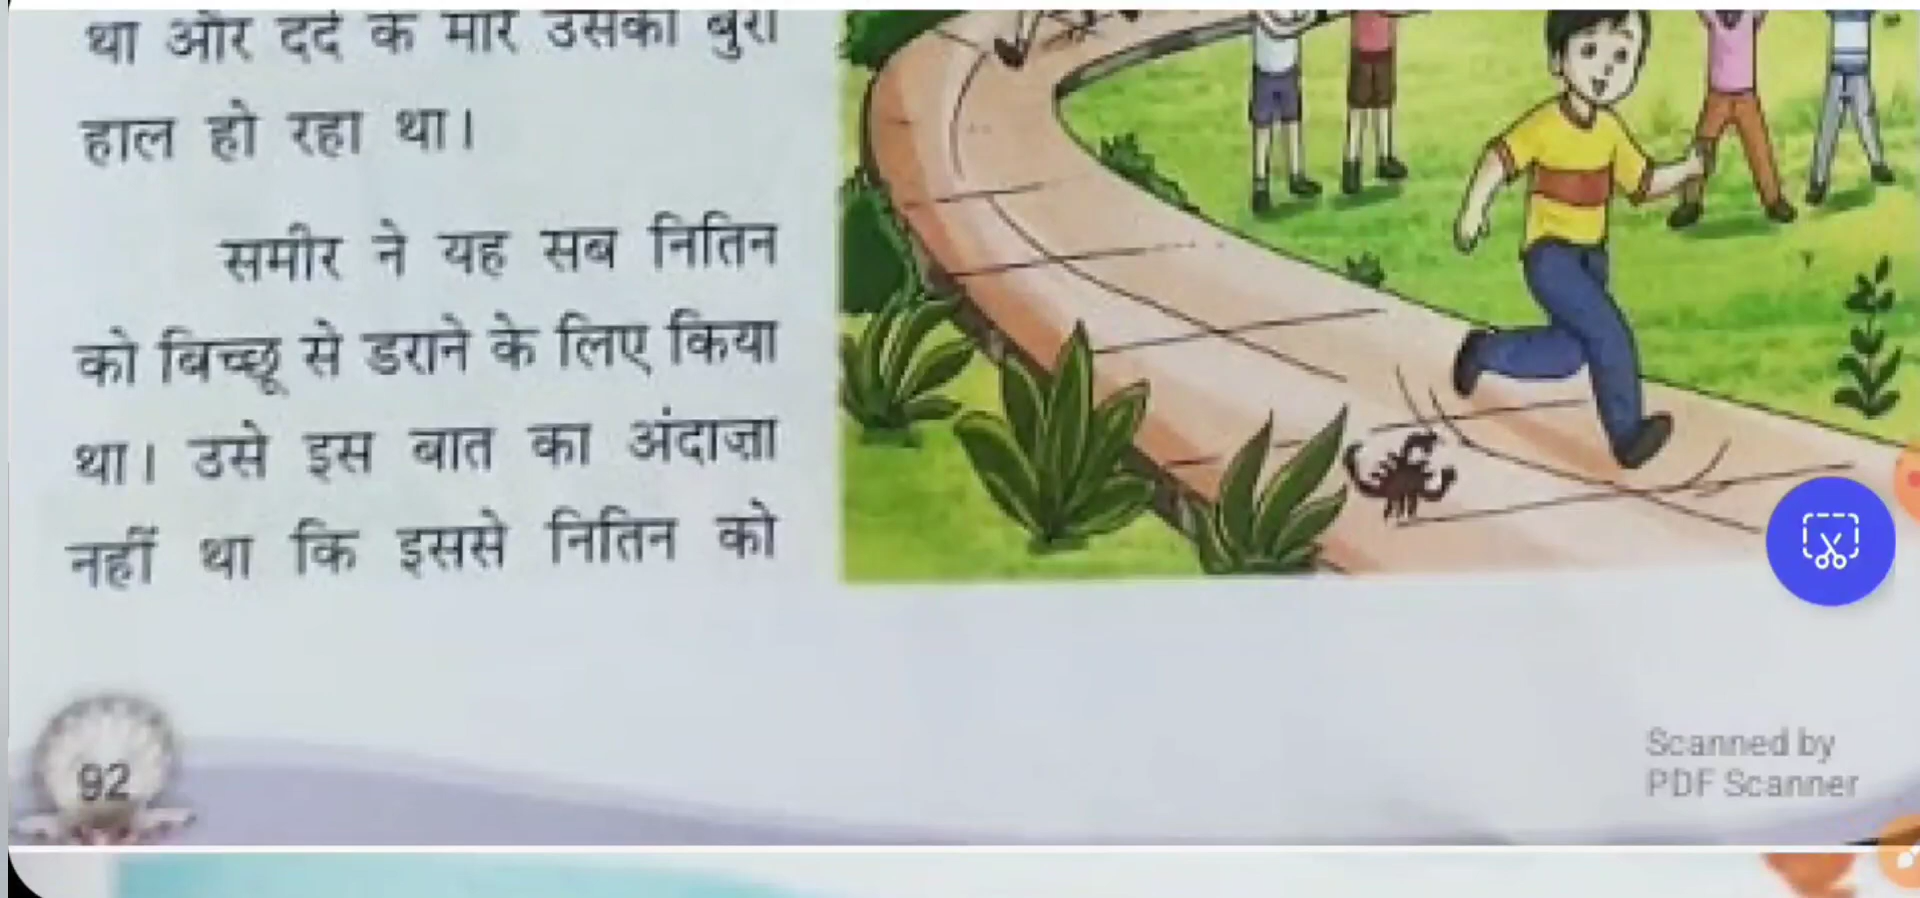 था और दर्द के मारे उसका बुरा
हाल हो रहा था।
समीर ने यह सब नितिन
को बिच्छू से डराने के लिए किया
था। उसे इस बात का अंदाज़ा
नहीं था कि इससे नितिन को
92
Scanned by
PDF Scanner